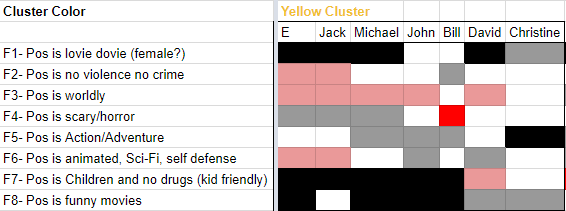 Cluster Color Yellow Cluster
E Jack Michael John Bill David Christine
F1- Pos is lovie dovie (female?)
F2- Pos is no violence no crime
F3- Pos is worldly
F4- Pos is scary/horror
F5- Pos is Action/Adventure
F6- Pos is animated, Sci-Fi, self defense
F7- Pos is Children and no drugs (kid friendly)
F8- Pos is funny movies